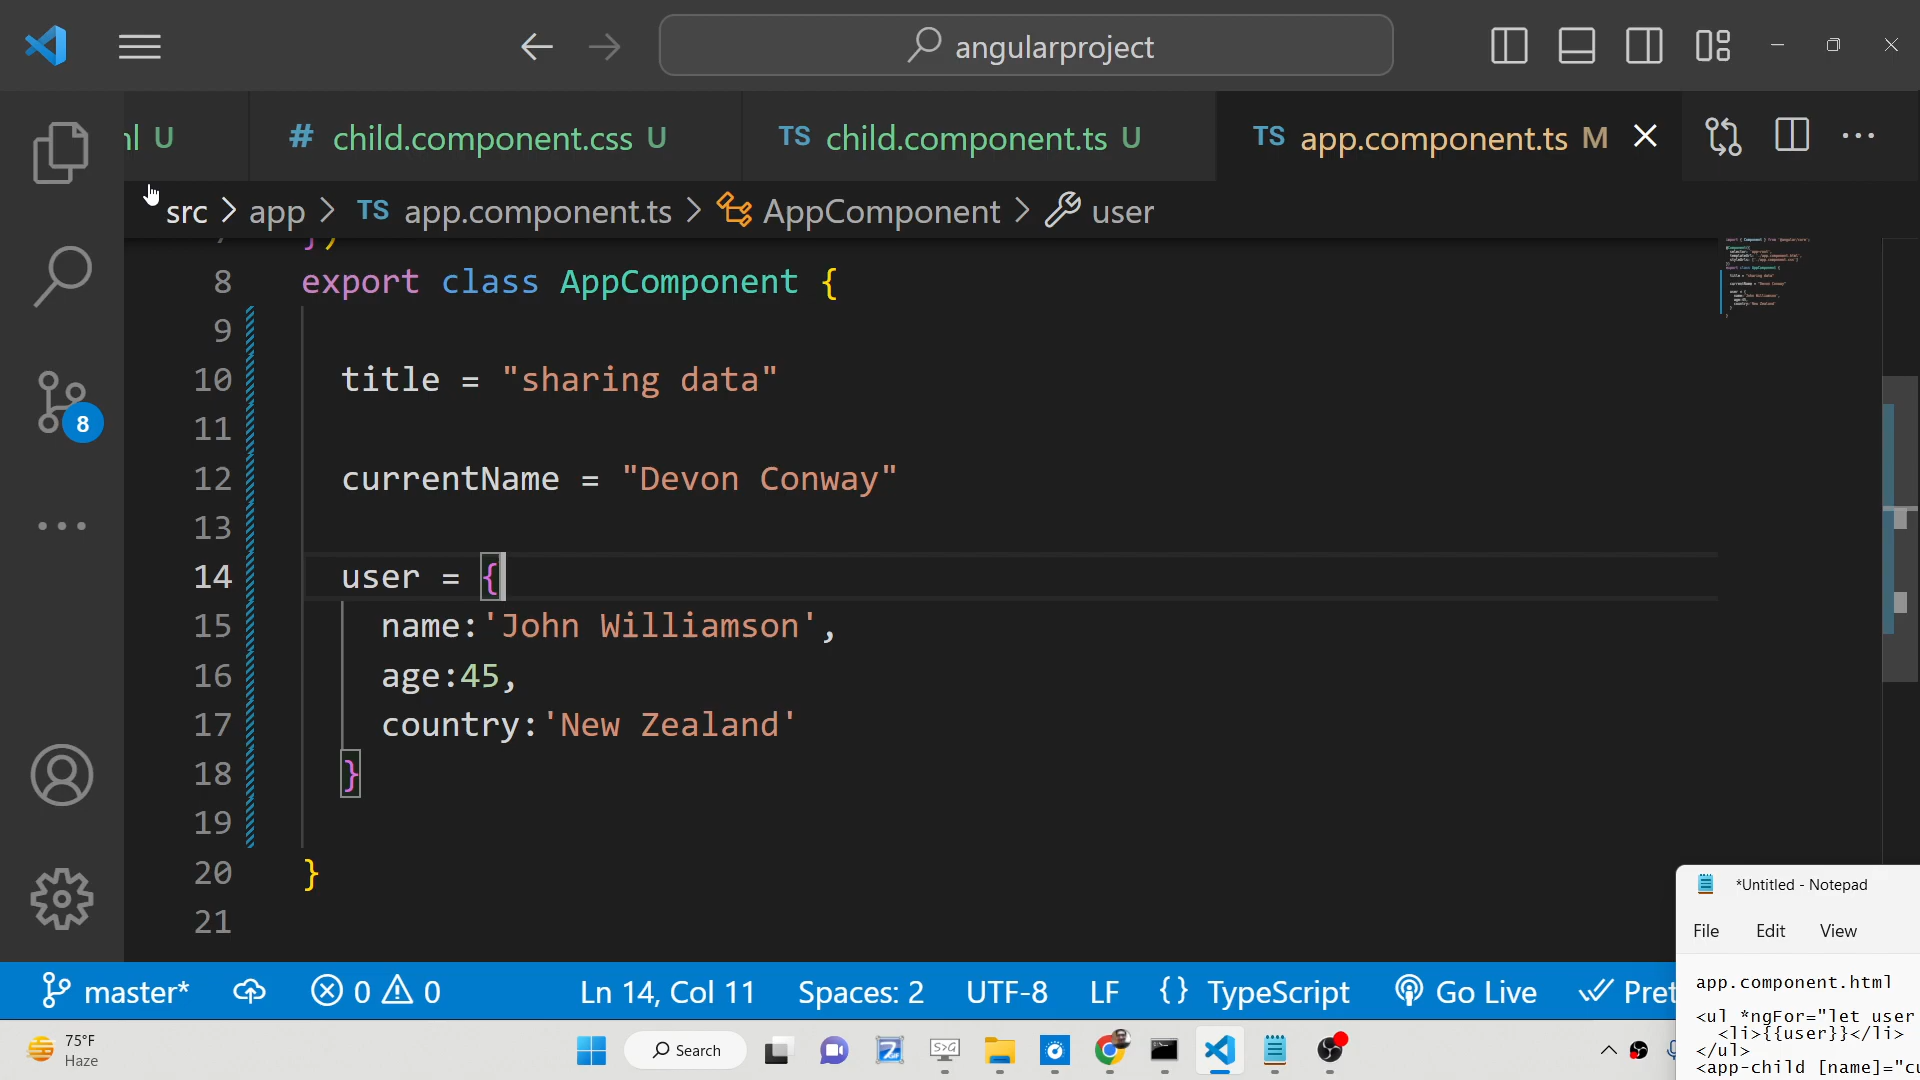 angularproject
ml U
# child.component.css U
TS child.component.ts U
TS app.component.ts M
src > app > TS app.component.ts > AppComponent > user
8 export class AppComponent {
9
10 title = "sharing data"
11
12 currentName = "Devon Conway"
13
14 user = {
15 name:'John Williamson',
16 age:45,
17 country:'New Zealand'
18 }
19
20 }
21
8
*Untitled - Notepad
File Edit View
app.component.html
<ul *ngFor="let user
<li>{{user}}</li>
</ul>
<app-child [name]="cu
master* 0 0 Ln 14, Col 11 Spaces: 2 UTF-8 LF {} TypeScript Go Live Pret
75°F
Haze
Search